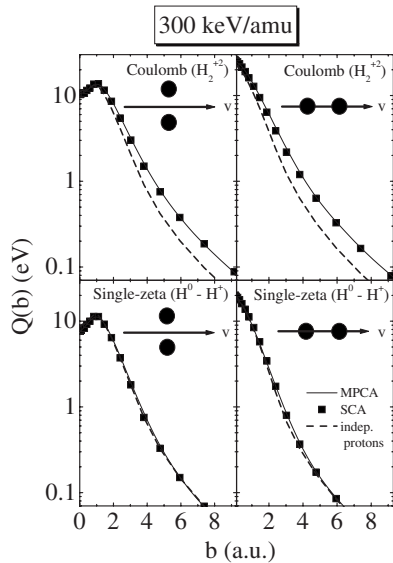 300 keV/amu
Coulomb (H₂⁺²)
v
Coulomb (H₂⁺²)
v
10
1
0.1
Single-zeta (H⁰ - H⁺)
v
Single-zeta (H⁰ - H⁺)
v
MPCA
SCA
indep.
protons
10
1
0.1
Q(b) (eV)
0 2 4 6 8
0 2 4 6 8
b (a.u.)